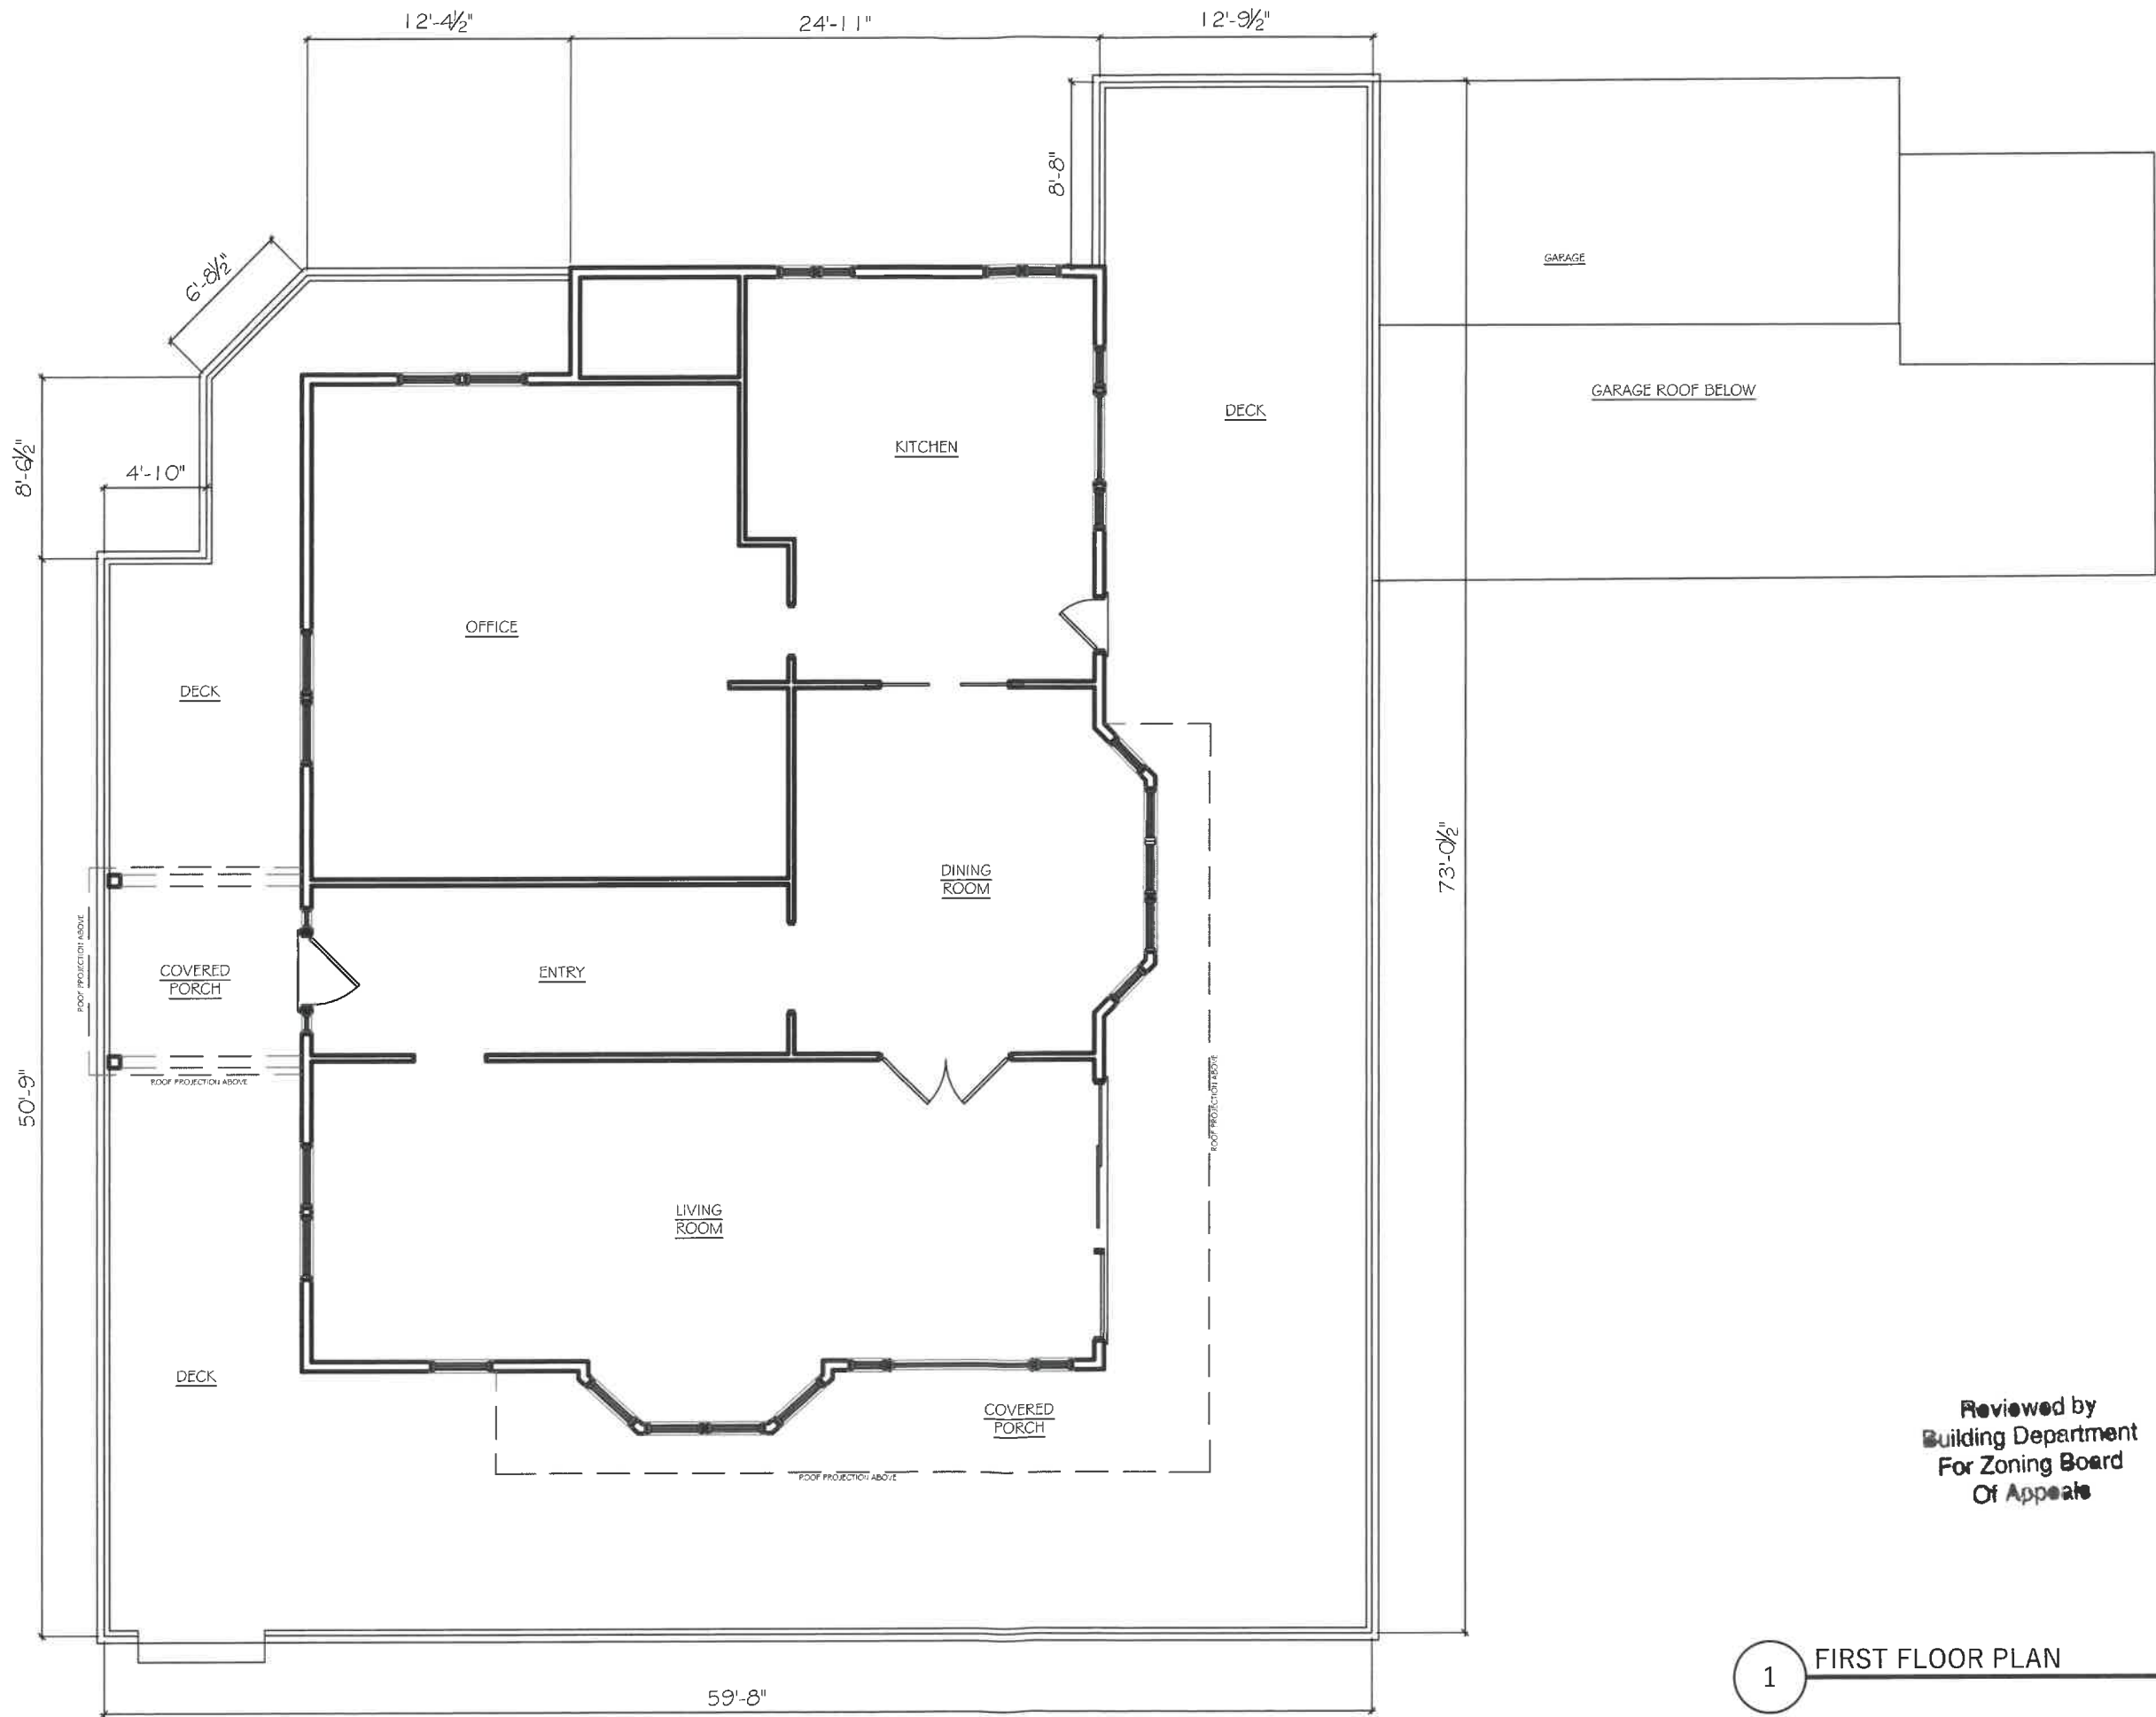 12'-4½"
24'-11"
12'-9½"
8'-8"
6'-8½"
GARAGE
GARAGE ROOF BELOW
DECK
KITCHEN
8'-6½"
4'-10"
OFFICE
DECK
73'-0½"
DINING
ROOM
ROOF PROJECTION ABOVE
COVERED
PORCH
ENTRY
ROOF PROJECTION ABOVE
50'-9"
ROOF PROJECTION ABOVE
LIVING
ROOM
DECK
COVERED
PORCH
ROOF PROJECTION ABOVE
Reviewed by
Building Department
For Zoning Board
Of Appeals
1
FIRST FLOOR PLAN
59'-8"